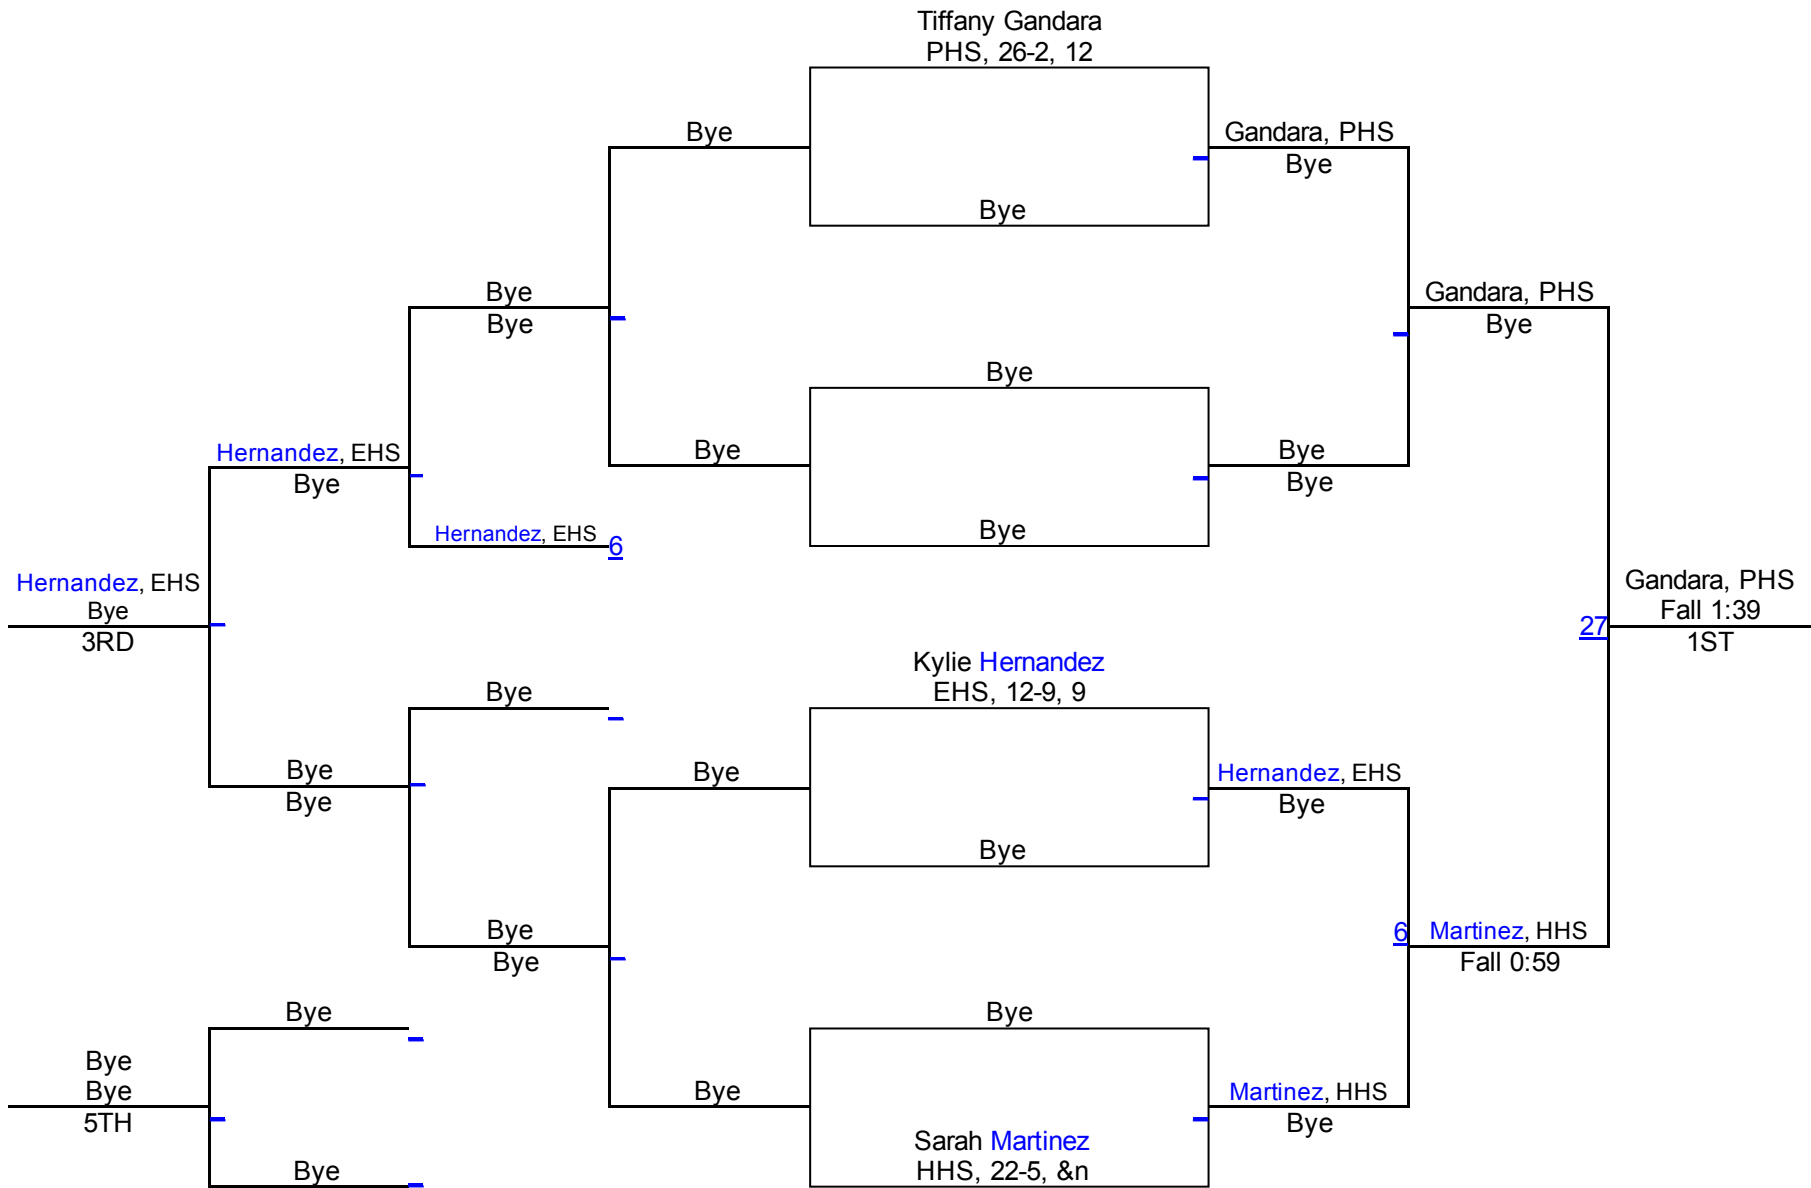 Tiffany Gandara
PHS, 26-2, 12
Bye
Gandara, PHS
Bye
Bye
Bye
Bye
Gandara, PHS
Bye
Bye
Bye
Bye
Bye
Bye
Hernandez, EHS
Bye
Hernandez, EHS
6
Hernandez, EHS
Bye
3RD
Gandara, PHS
Fall 1:39
1ST
27
Kylie Hernandez
EHS, 12-9, 9
Bye
Bye
Bye
Bye
Hernandez, EHS
Bye
Bye
Bye
Bye
6
Martinez, HHS
Fall 0:59
Bye
Bye
Bye
Bye
5TH
Bye
Martinez, HHS
Bye
Sarah Martinez
HHS, 22-5, &n
Bye